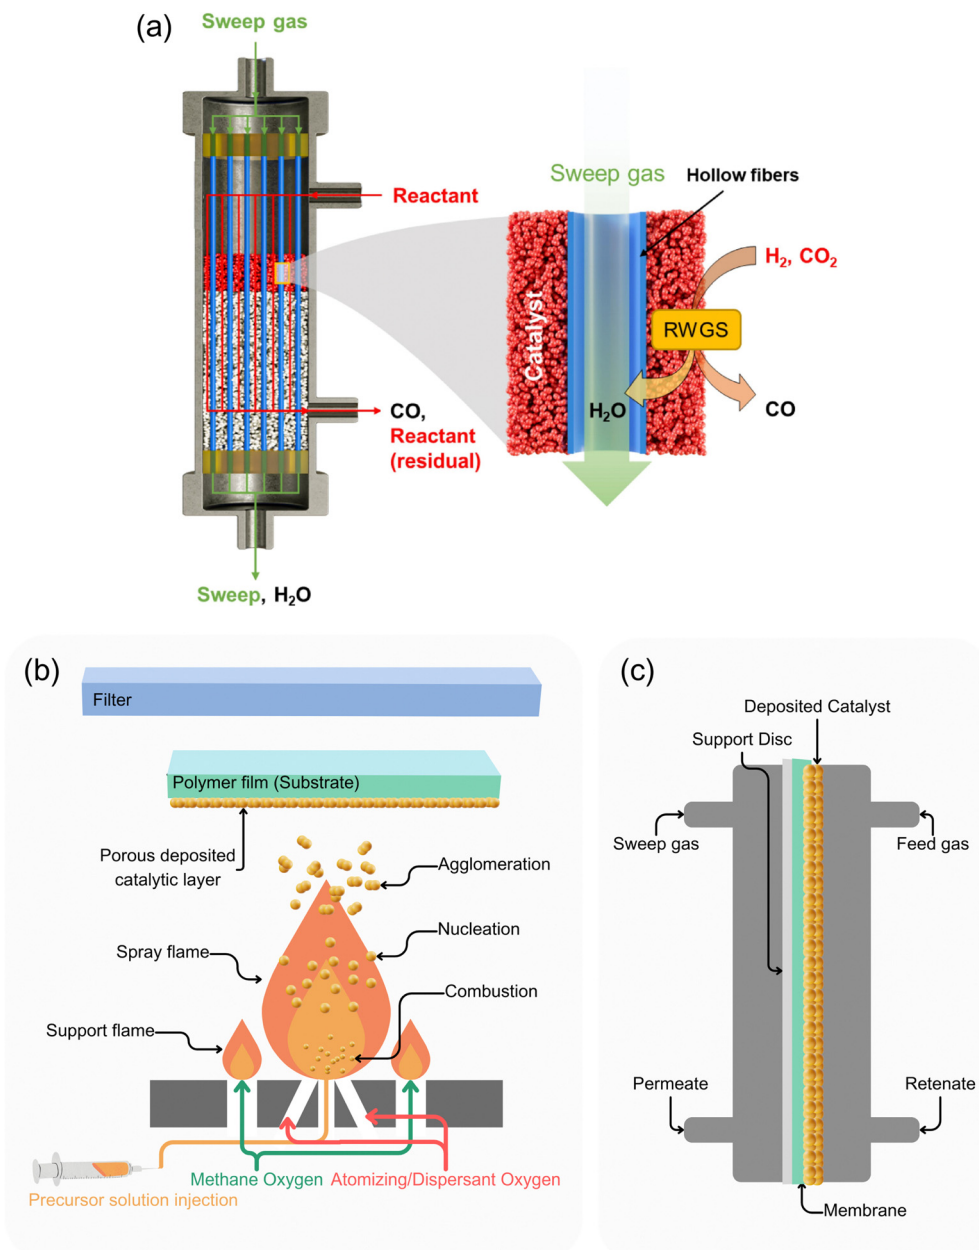 (a)
Sweep gas
Reactant
CO,
Reactant
(residual)
Sweep, H₂O
Sweep gas
Hollow fibers
Catalyst
H₂, CO₂
RWGS
H₂O
CO
(b)
Filter
Polymer film (Substrate)
Porous deposited
catalytic layer
Agglomeration
Nucleation
Spray flame
Combustion
Support flame
Methane Oxygen
Atomizing/Dispersant Oxygen
Precursor solution injection
(c)
Deposited Catalyst
Support Disc
Sweep gas
Feed gas
Permeate
Retenate
Membrane